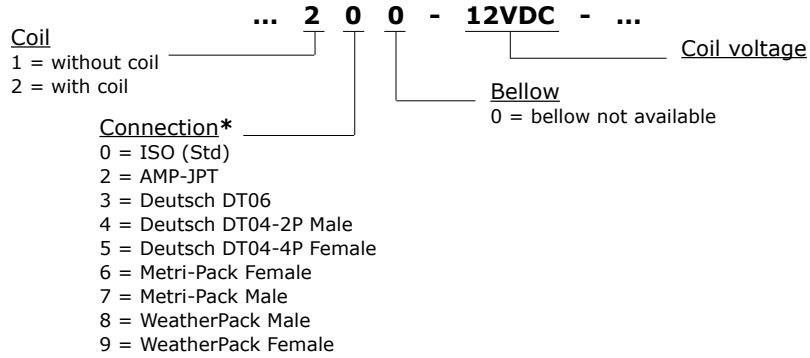 ... 2 0 0 - 12VDC - ...
Coil
1 = without coil
2 = with coil
Coil voltage
Bellow
0 = bellow not available
Connection*
0 = ISO (Std)
2 = AMP-JPT
3 = Deutsch DT06
4 = Deutsch DT04-2P Male
5 = Deutsch DT04-4P Female
6 = Metri-Pack Female
7 = Metri-Pack Male
8 = WeatherPack Male
9 = WeatherPack Female